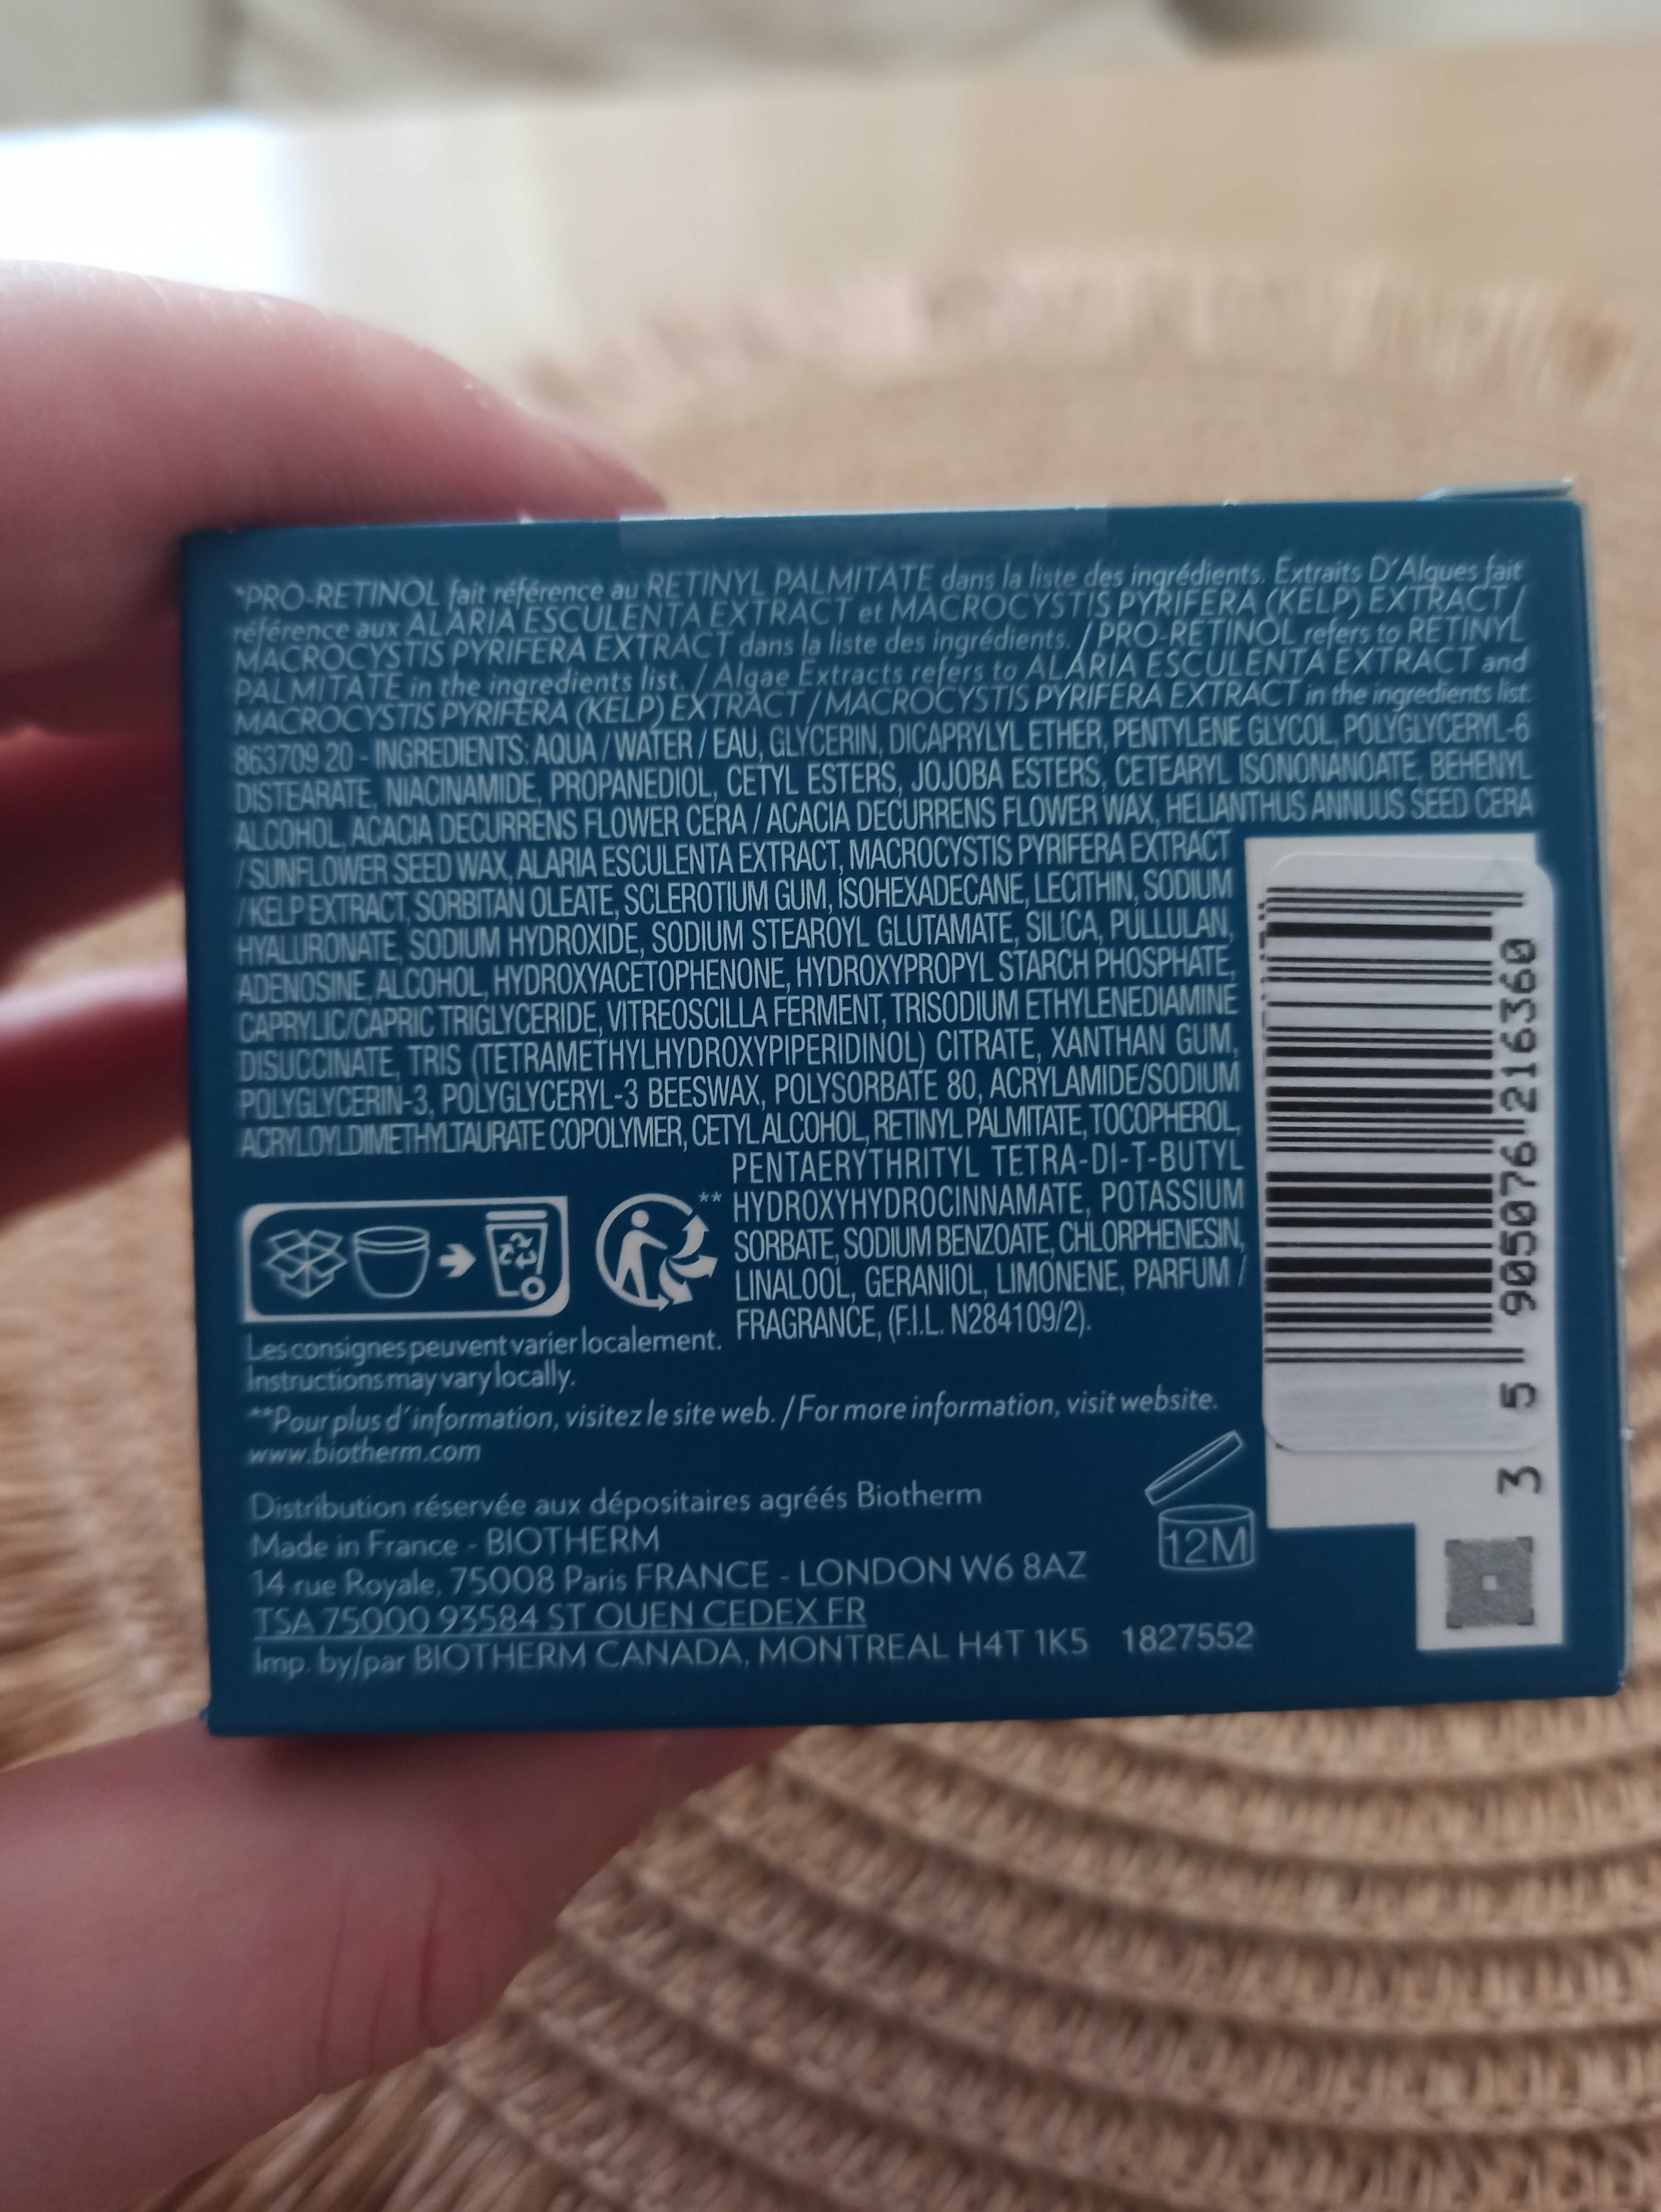 *PRO-RETINOL fait référence au RETINYL PALMITATE dans la liste des ingrédients. Extraits D'Algues fait
référence aux ALARIA ESCULENTA EXTRACT et MACROCYSTIS PYRIFERA (KELP) EXTRACT /
MACROCYSTIS PYRIFERA EXTRACT dans la liste des ingrédients. / PRO-RETINOL refers to RETINYL
PALMITATE in the ingredients list. / Algae Extracts refers to ALARIA ESCULENTA EXTRACT and
MACROCYSTIS PYRIFERA (KELP) EXTRACT / MACROCYSTIS PYRIFERA EXTRACT in the ingredients list.
863709 20 - INGREDIENTS: AQUA / WATER / EAU, GLYCERIN, DICAPRYLYL ETHER, PENTYLENE GLYCOL, POLYGLYCERYL-6
DISTEARATE, NIACINAMIDE, PROPANEDIOL, CETYL ESTERS, JOJOBA ESTERS, CETEARYL ISONONANOATE, BEHENYL
ALCOHOL, ACACIA DECURRENS FLOWER CERA / ACACIA DECURRENS FLOWER WAX, HELIANTHUS ANNUUS SEED CERA
/ SUNFLOWER SEED WAX, ALARIA ESCULENTA EXTRACT, MACROCYSTIS PYRIFERA EXTRACT
/ KELP EXTRACT, SORBITAN OLEATE, SCLEROTIUM GUM, ISOHEXADECANE, LECITHIN, SODIUM
HYALURONATE, SODIUM HYDROXIDE, SODIUM STEAROYL GLUTAMATE, SILICA, PULLULAN,
ADENOSINE, ALCOHOL, HYDROXYACETOPHENONE, HYDROXYPROPYL STARCH PHOSPHATE,
CAPRYLIC/CAPRIC TRIGLYCERIDE, VITREOSCILLA FERMENT, TRISODIUM ETHYLENEDIAMINE
DISUCCINATE, TRIS (TETRAMETHYLHYDROXYPIPERIDINOL) CITRATE, XANTHAN GUM,
POLYGLYCERIN-3, POLYGLYCERYL-3 BEESWAX, POLYSORBATE 80, ACRYLAMIDE/SODIUM
ACRYLOYLDIMETHYLTAURATE COPOLYMER, CETYL ALCOHOL, RETINYL PALMITATE, TOCOPHEROL,
PENTAERYTHRITYL TETRA-DI-T-BUTYL
** HYDROXYHYDROCINNAMATE, POTASSIUM
SORBATE, SODIUM BENZOATE, CHLORPHENESIN,
LINALOOL, GERANIOL, LIMONENE, PARFUM /
FRAGRANCE, (F.I.L. N284109/2).
Les consignes peuvent varier localement.
Instructions may vary locally.
**Pour plus d'information, visitez le site web. / For more information, visit website.
www.biotherm.com
Distribution réservée aux dépositaires agréés Biotherm
Made in France - BIOTHERM
14 rue Royale, 75008 Paris FRANCE - LONDON W6 8AZ
TSA 75000 93584 ST OUEN CEDEX FR
Imp. by/par BIOTHERM CANADA, MONTREAL H4T 1K5 1827552
12M
3 5 905076 216360